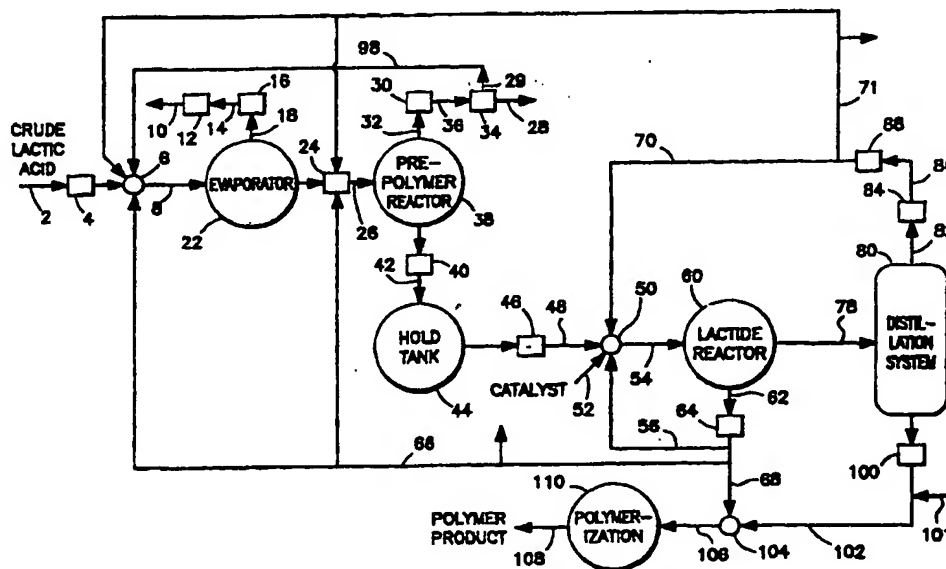 98
16
30
29
71
10
12
14
18
32
36
34
28
CRUDE
LACTIC
ACID
24
PRE-
POLYMER
REACTOR
70
2
4
6
8
EVAPORATOR
22
26
38
84
80
42
40
60
78
DISTIL-
LATION
SYSTEM
46
48
50
HOLD
TANK
LACTIDE
REACTOR
44
CATALYST
52
54
62
64
56
66
68
100
110
POLYMER
PRODUCT
POLYMER-
IZATION
108
106
104
102